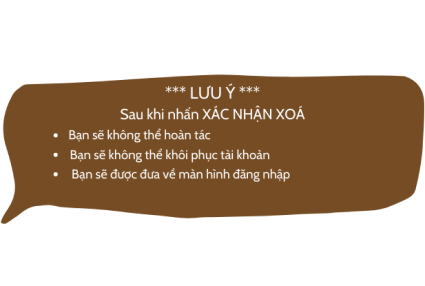 *** LƯU Ý ***
Sau khi nhấn XÁC NHẬN XOÁ
• Bạn sẽ không thể hoàn tác
• Bạn sẽ không thể khôi phục tài khoản
• Bạn sẽ được đưa về màn hình đăng nhập